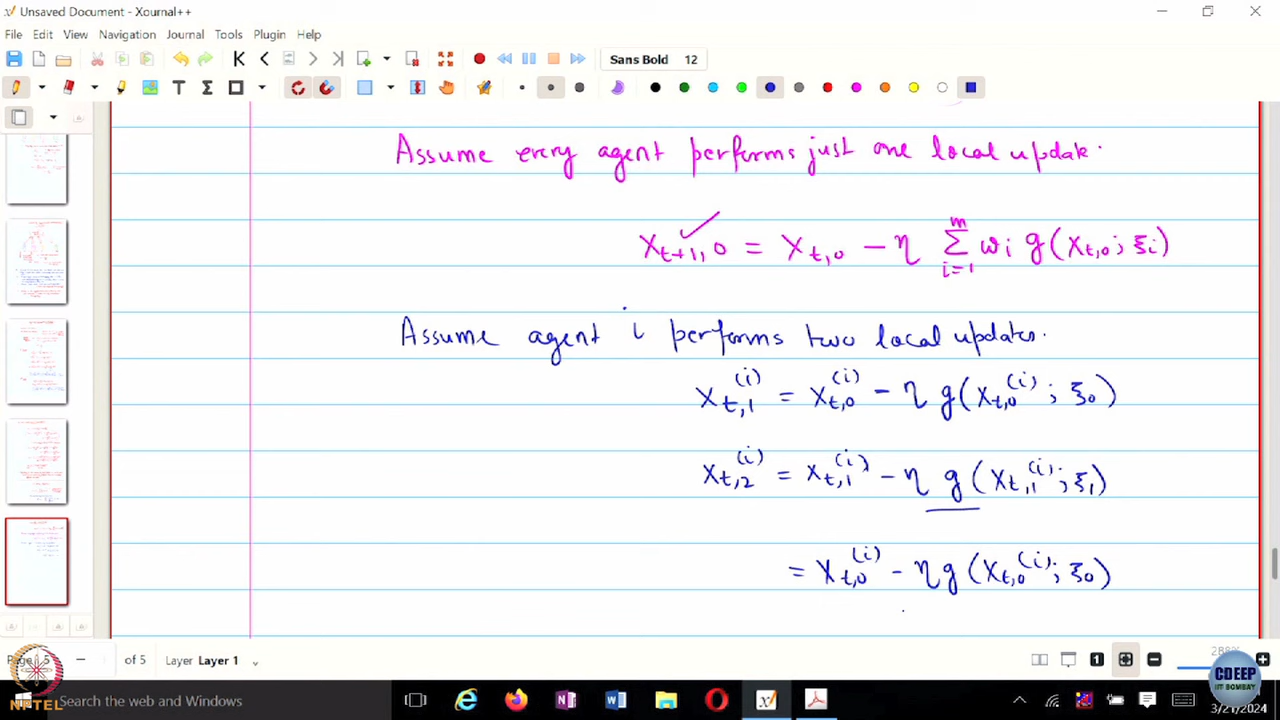 Unsaved Document - Xournal++
File Edit View Navigation Journal Tools Plugin Help
Sans Bold 12
Assume every agent performs just one local update.
x_{t+1,0} = x_{t,0} - η Σ_{i=1}^{m} w_i g(x_{t,0}; ξ_i)
Assume agent i performs two local updates.
x_{t,1}^{(i)} = x_{t,0}^{(i)} - η g(x_{t,0}^{(i)}; ξ_0)
x_{t,2}^{(i)} = x_{t,1}^{(i)} - η g(x_{t,1}^{(i)}; ξ_1)
= x_{t,0}^{(i)} - η g(x_{t,0}^{(i)}; ξ_0)
of 5 Layer Layer 1
288%
NPTEL
Search the web and Windows
CDEEP
IIT BOMBAY
3/21/2024